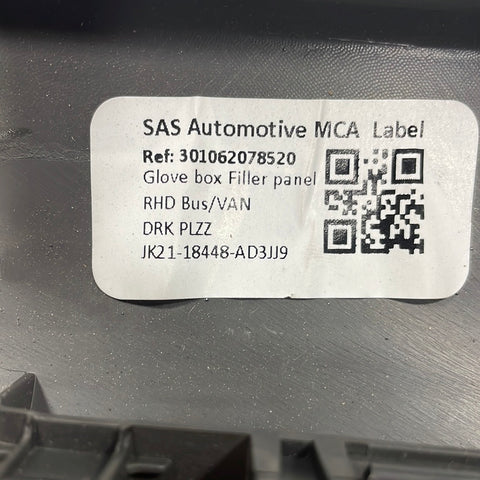 SAS Automotive MCA Label
Ref: 301062078520
Glove box Filler panel
RHD Bus/VAN
DRK PLZZ
JK21-18448-AD3JJ9